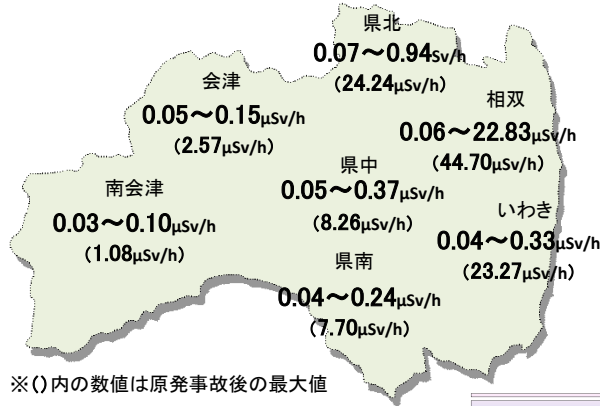 県北
0.07～0.94Sv/h
(24.24μSv/h)
会津
0.05～0.15μSv/h
(2.57μSv/h)
相双
0.06～22.83μSv/h
(44.70μSv/h)
県中
0.05～0.37μSv/h
(8.26μSv/h)
南会津
0.03～0.10μSv/h
(1.08μSv/h)
いわき
0.04～0.33μSv/h
(23.27μSv/h)
県南
0.04～0.24μSv/h
(7.70μSv/h)
※()内の数値は原発事故後の最大値